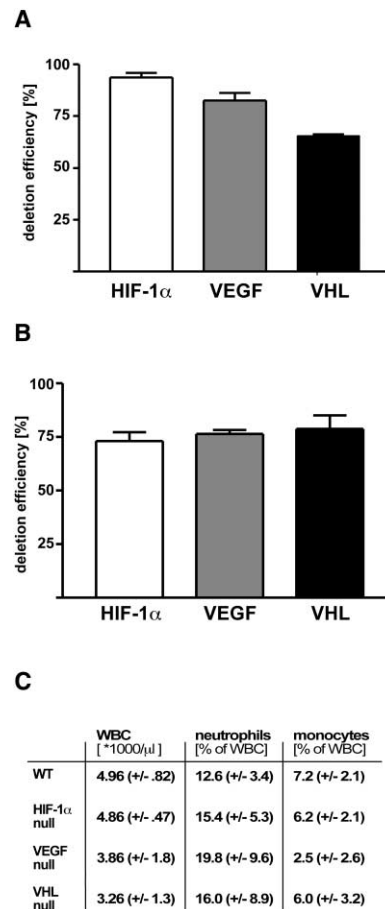 A
deletion efficiency [%]
100
75
50
25
HIF-1α VEGF VHL
B
deletion efficiency [%]
100
75
50
25
HIF-1α VEGF VHL
C
WBC neutrophils monocytes
[ *1000/µl ] [% of WBC] [% of WBC]
WT 4.96 (+/- .82) 12.6 (+/- 3.4) 7.2 (+/- 2.1)
HIF-1α
null 4.86 (+/- .47) 15.4 (+/- 5.3) 6.2 (+/- 2.1)
VEGF
null 3.86 (+/- 1.8) 19.8 (+/- 9.6) 2.5 (+/- 2.6)
VHL
null 3.26 (+/- 1.3) 16.0 (+/- 8.9) 6.0 (+/- 3.2)